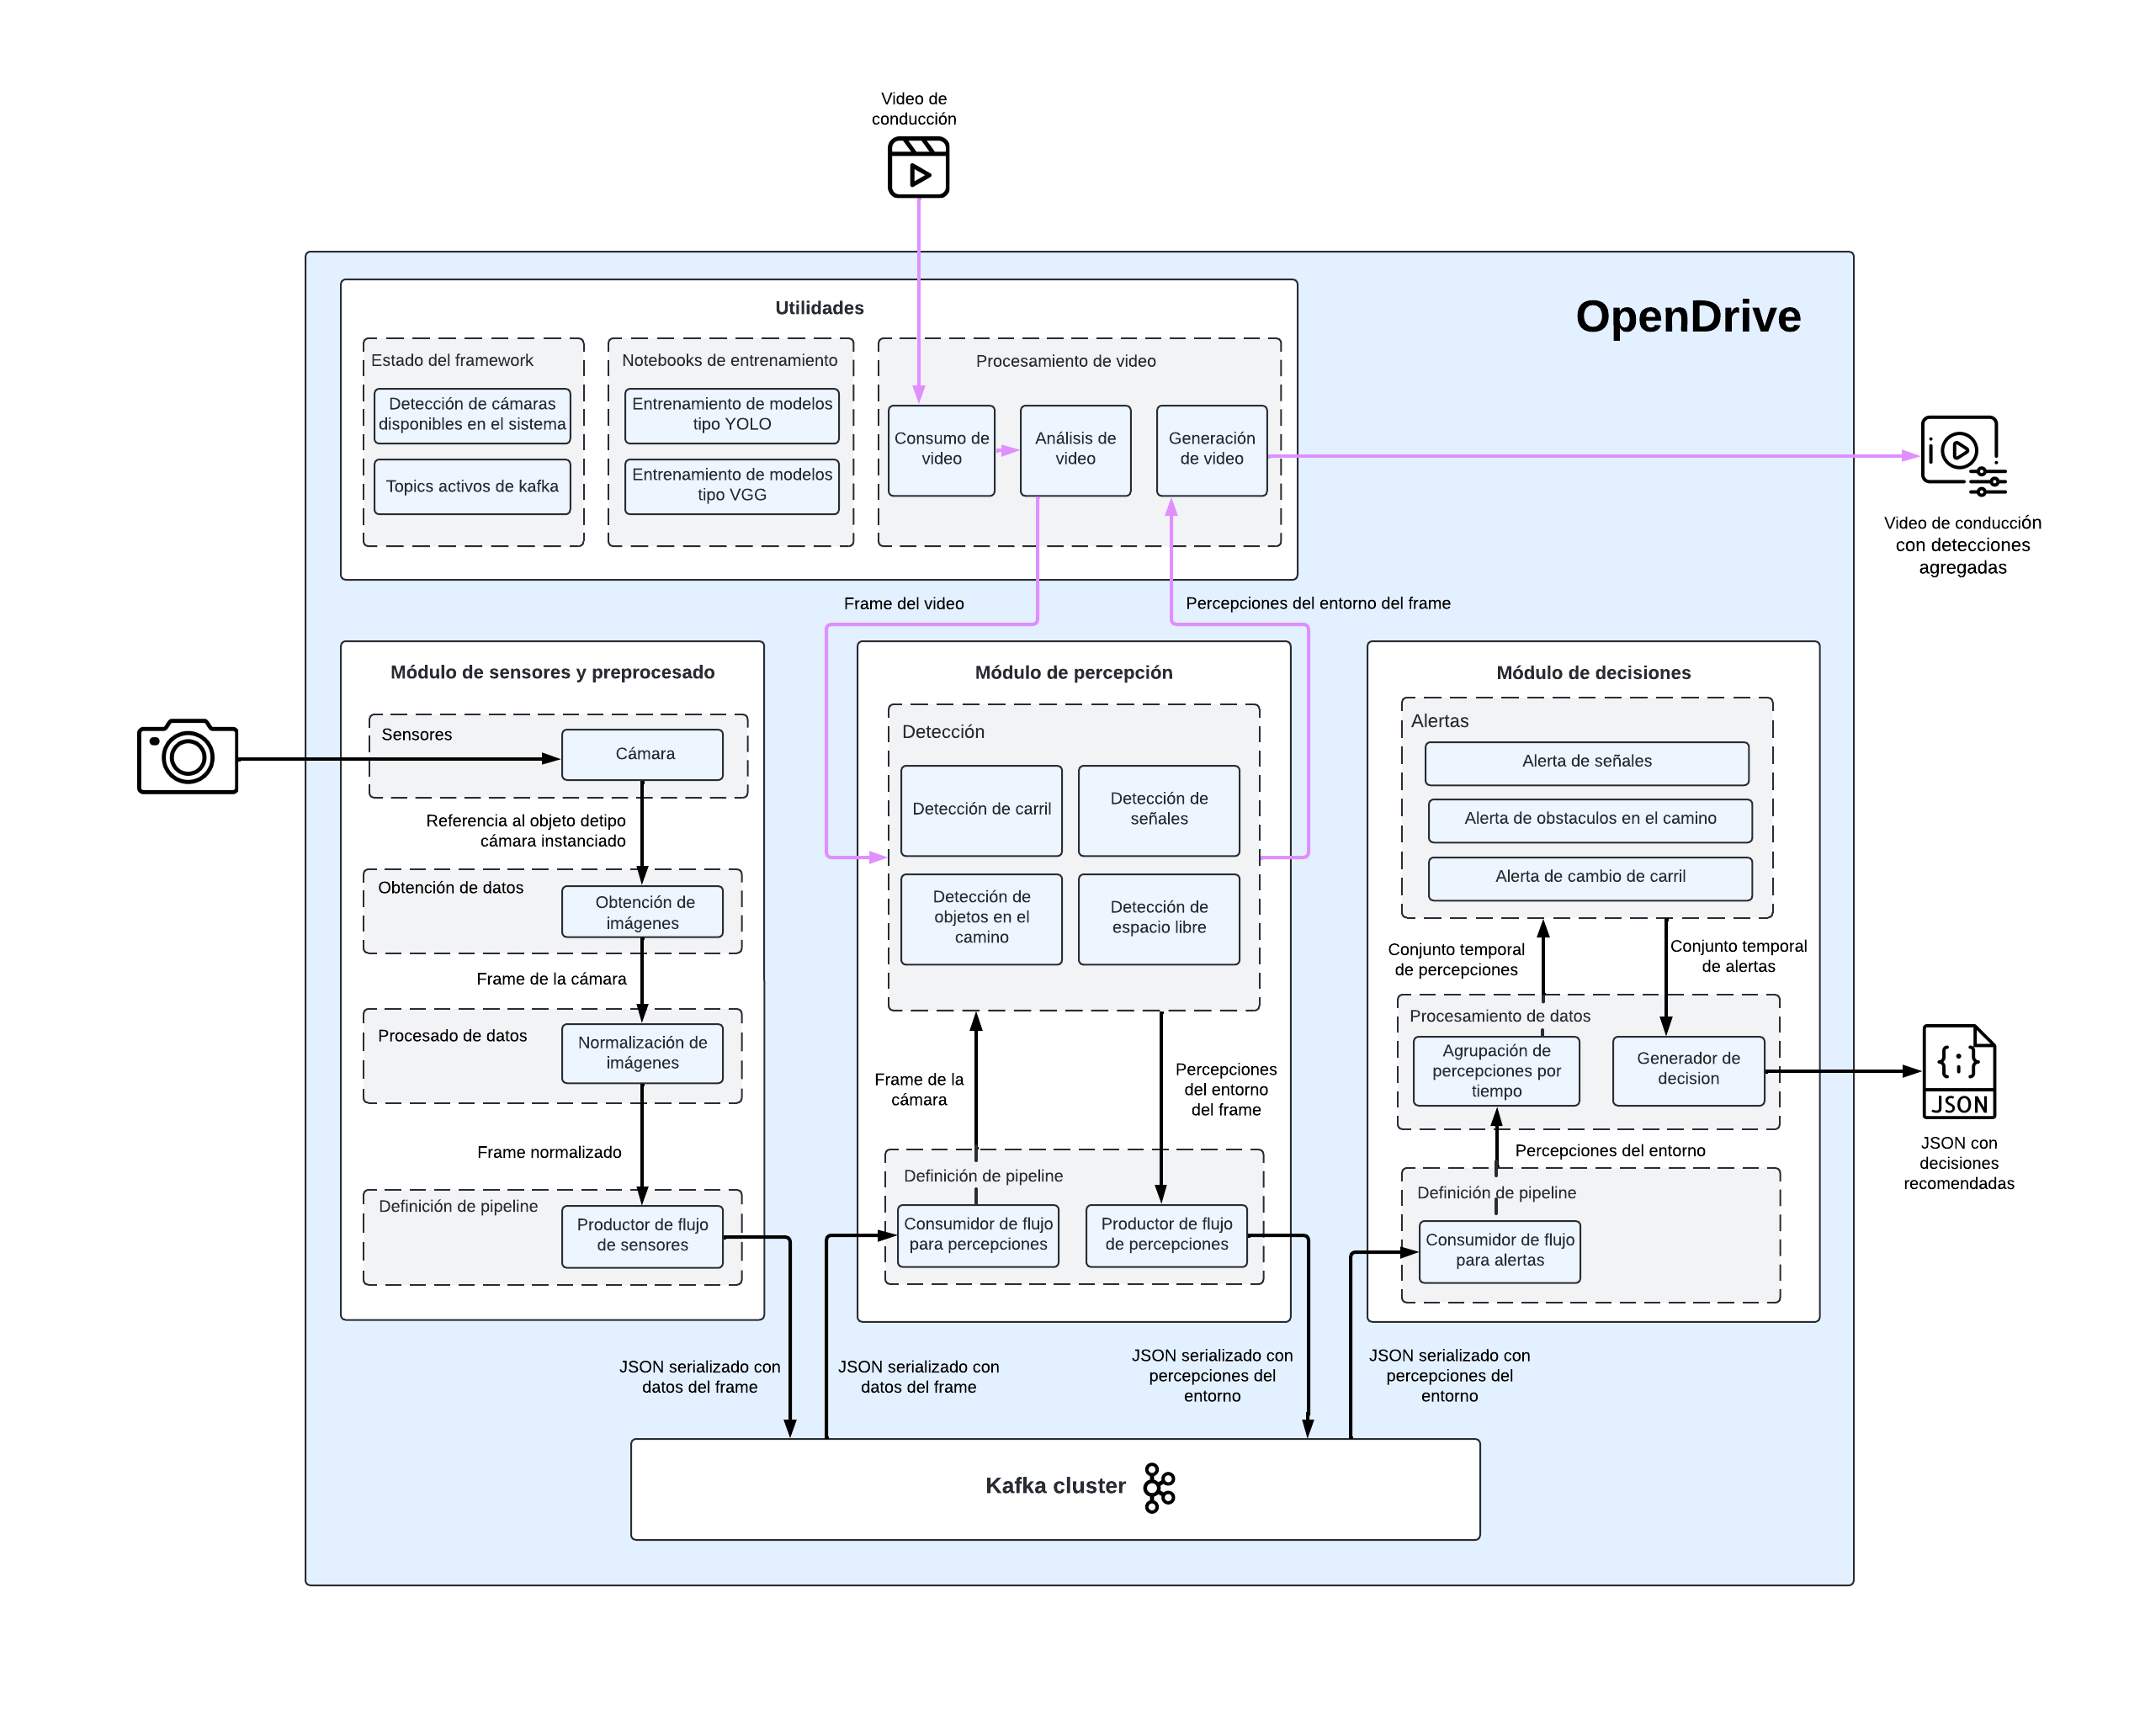 Video de
conducción
OpenDrive
Utilidades
Estado del framework
Detección de cámaras
disponibles en el sistema
Topics activos de kafka
Notebooks de entrenamiento
Entrenamiento de modelos
tipo YOLO
Entrenamiento de modelos
tipo VGG
Procesamiento de video
Consumo de
video
Análisis de
video
Generación
de video
Video de conducción
con detecciones
agregadas
Frame del video
Percepciones del entorno del frame
Módulo de sensores y preprocesado
Sensores
Cámara
Referencia al objeto detipo
cámara instanciado
Obtención de datos
Obtención de
imágenes
Frame de la cámara
Procesado de datos
Normalización de
imágenes
Frame normalizado
Definición de pipeline
Productor de flujo
de sensores
Módulo de percepción
Detección
Detección de carril
Detección de
señales
Detección de
objetos en el
camino
Detección de
espacio libre
Frame de la
cámara
Percepciones
del entorno
del frame
Definición de pipeline
Consumidor de flujo
para percepciones
Productor de flujo
de percepciones
Módulo de decisiones
Alertas
Alerta de señales
Alerta de obstaculos en el camino
Alerta de cambio de carril
Conjunto temporal
de percepciones
Conjunto temporal
de alertas
Procesamiento de datos
Agrupación de
percepciones por
tiempo
Generador de
decision
Percepciones del entorno
Definición de pipeline
Consumidor de flujo
para alertas
JSON
JSON con
decisiones
recomendadas
JSON serializado con
datos del frame
JSON serializado con
datos del frame
JSON serializado con
percepciones del
entorno
JSON serializado con
percepciones del
entorno
Kafka cluster